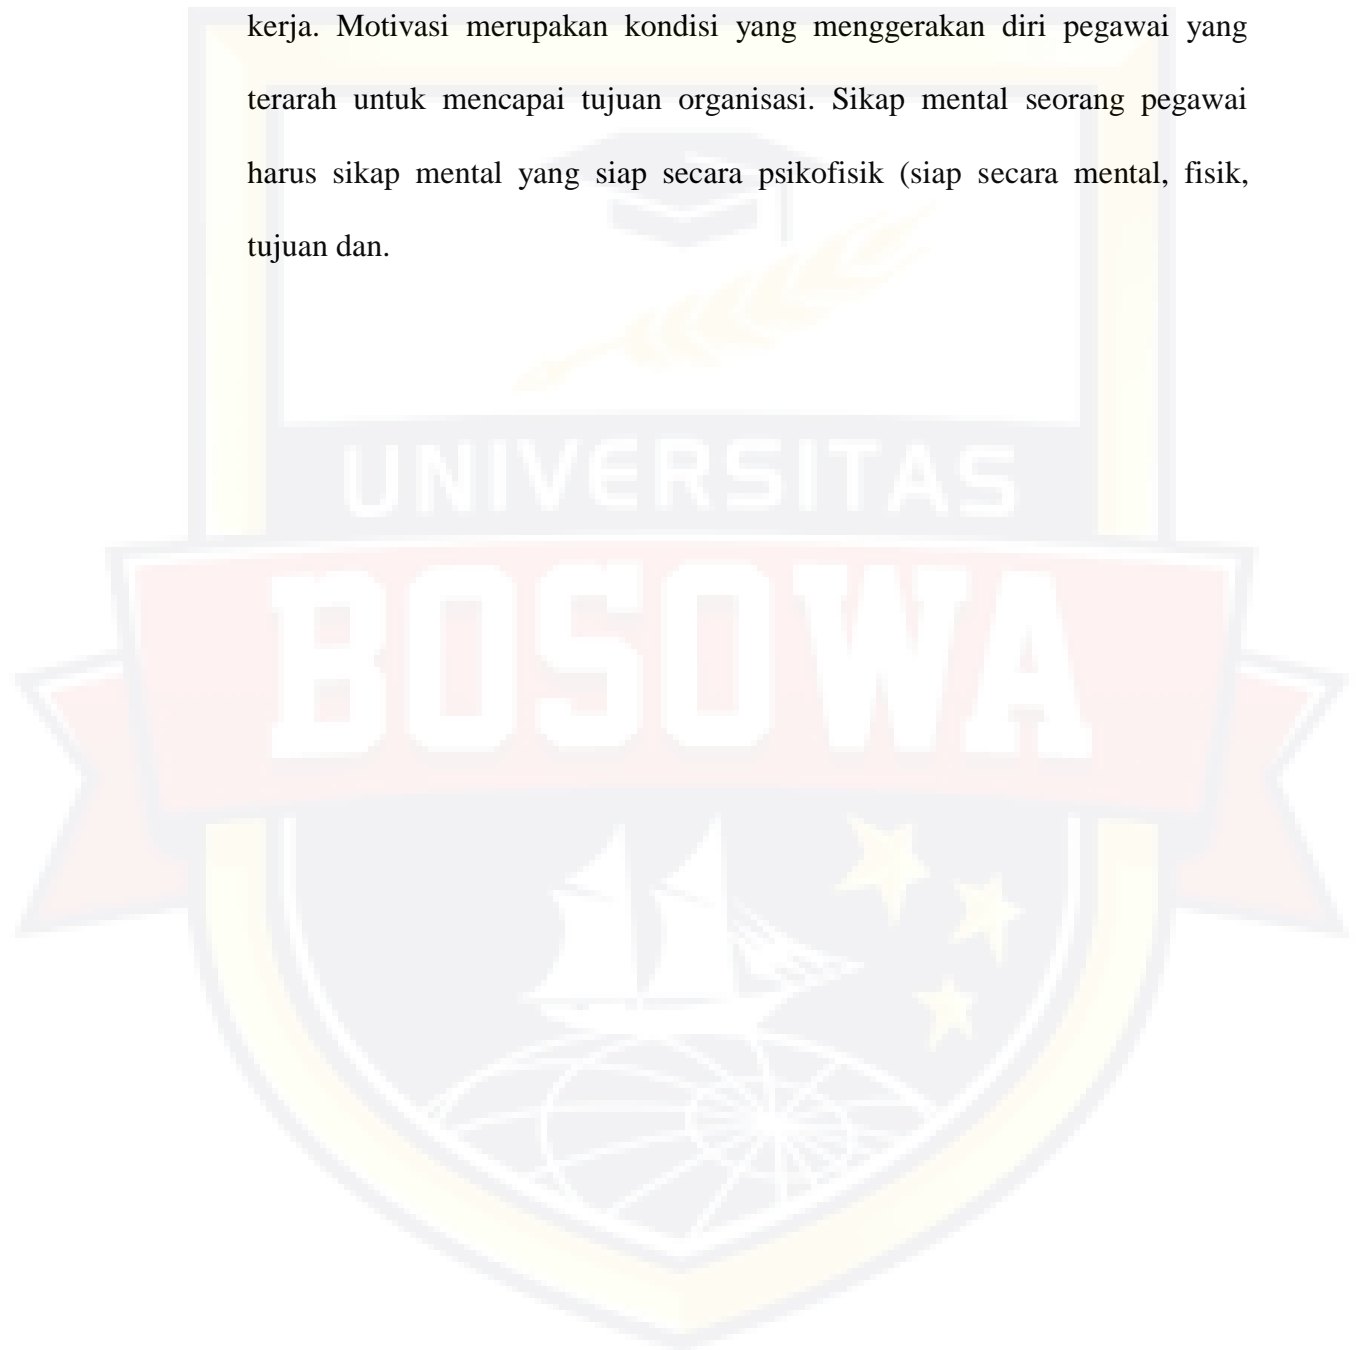 kerja. Motivasi merupakan kondisi yang menggerakan diri pegawai yang
terarah untuk mencapai tujuan organisasi. Sikap mental seorang pegawai
harus sikap mental yang siap secara psikofisik (siap secara mental, fisik,
tujuan dan.
UNIVERSITAS
BOSOWA